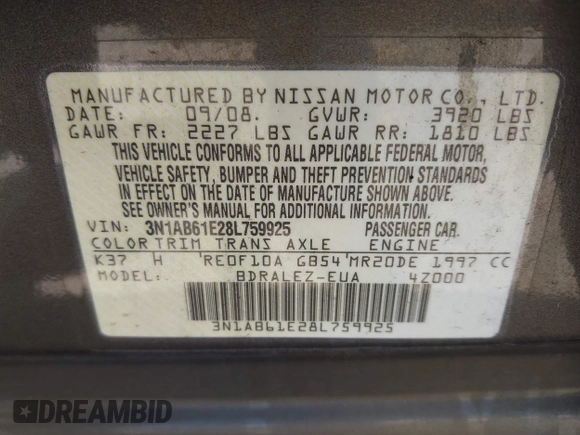 MANUFACTURED BY NISSAN MOTOR CO., LTD.
DATE: 09/08. GVWR: 3920 LBS
GAWR FR: 2227 LBS GAWR RR: 1810 LBS
THIS VEHICLE CONFORMS TO ALL APPLICABLE FEDERAL MOTOR,
VEHICLE SAFETY, BUMPER AND THEFT PREVENTION STANDARDS
IN EFFECT ON THE DATE OF MANUFACTURE SHOWN ABOVE.
SEE OWNER'S MANUAL FOR ADDITIONAL INFORMATION.
VIN: 3N1AB61E28L759925 PASSENGER CAR.
COLOR TRIM TRANS AXLE ENGINE
K37 H RE0F10A GB54 MR20DE 1997 CC
MODEL: BDRALEZ-EUA 4Z000
3N1AB61E28L759925
DREAMBID